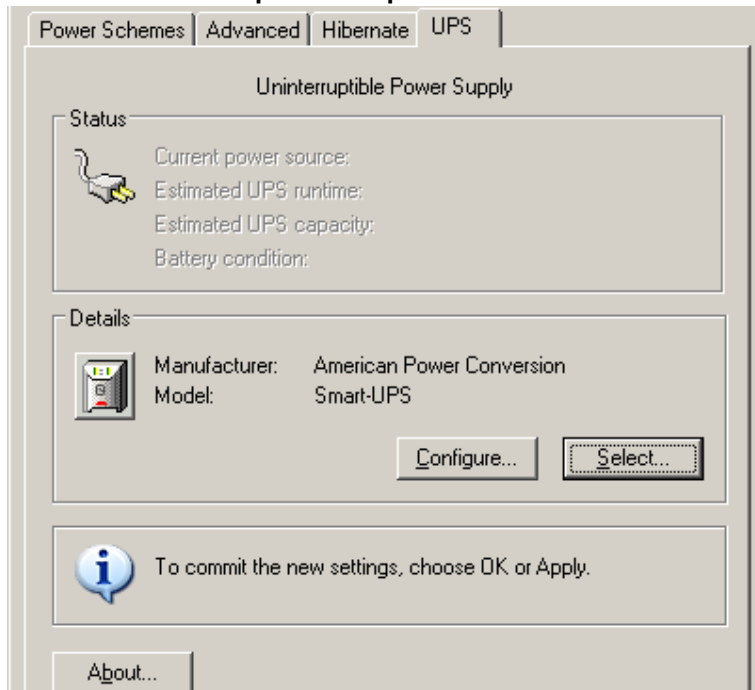 Power Schemes Advanced Hibernate UPS
Uninterruptible Power Supply
Status
Current power source:
Estimated UPS runtime:
Estimated UPS capacity:
Battery condition:
Details
Manufacturer: American Power Conversion
Model: Smart-UPS
Configure... Select...
To commit the new settings, choose OK or Apply.
About...